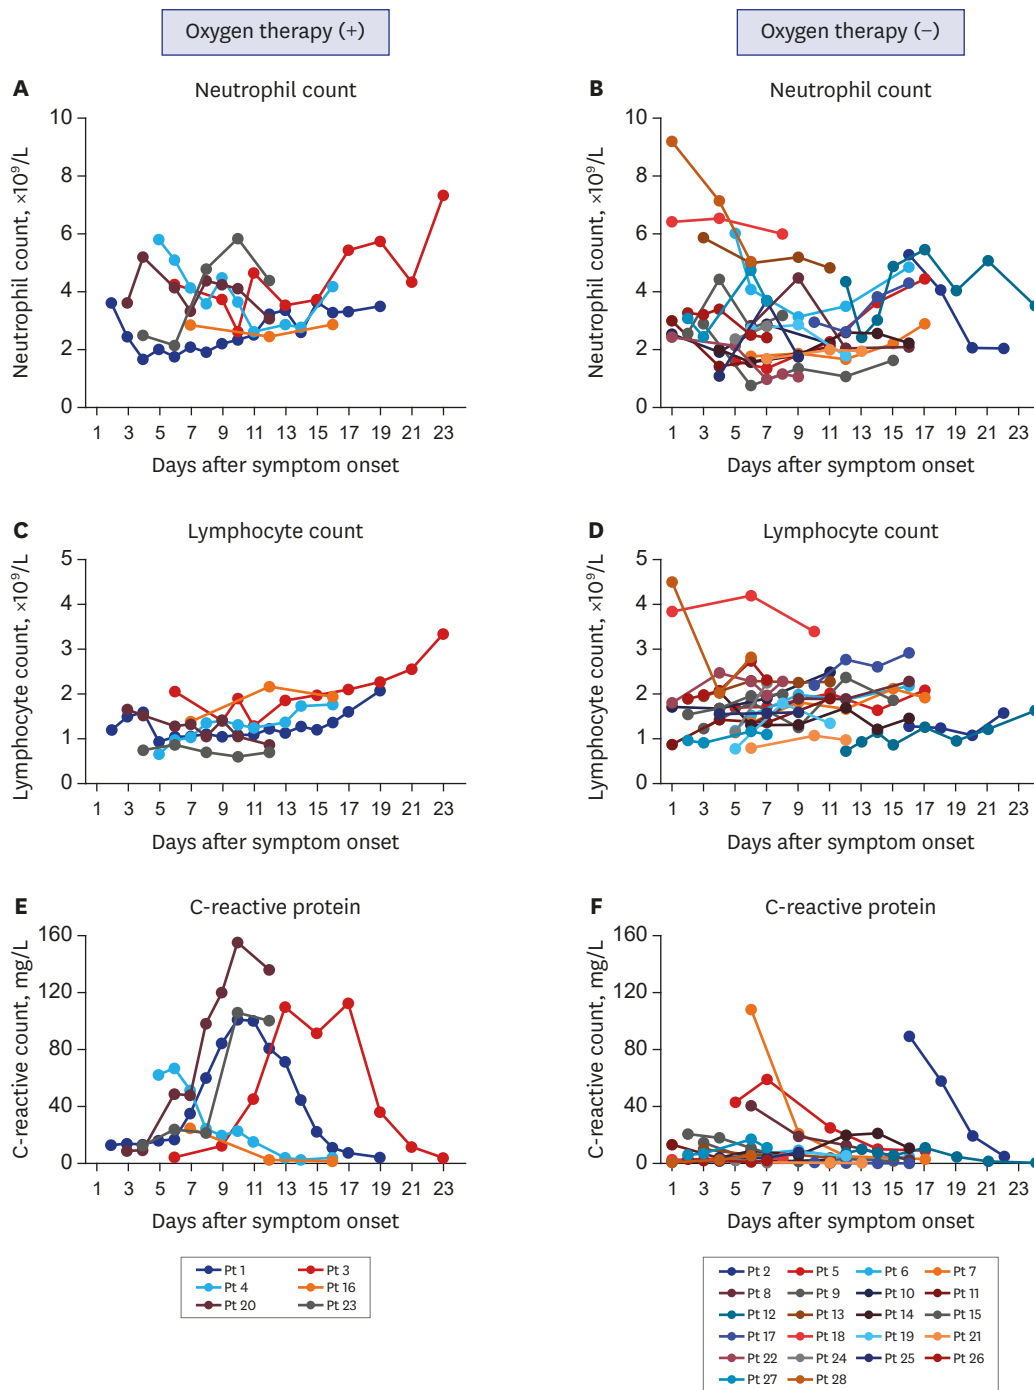 Oxygen therapy (+)
Oxygen therapy (−)
A
Neutrophil count
Neutrophil count, ×10⁹/L
10
8
6
4
2
0
1 3 5 7 9 11 13 15 17 19 21 23
Days after symptom onset
B
Neutrophil count
Neutrophil count, ×10⁹/L
10
8
6
4
2
0
1 3 5 7 9 11 13 15 17 19 21 23
Days after symptom onset
C
Lymphocyte count
Lymphocyte count, ×10⁹/L
5
4
3
2
1
0
1 3 5 7 9 11 13 15 17 19 21 23
Days after symptom onset
D
Lymphocyte count
Lymphocyte count, ×10⁹/L
5
4
3
2
1
0
1 3 5 7 9 11 13 15 17 19 21 23
Days after symptom onset
E
C-reactive protein
C-reactive count, mg/L
160
120
80
40
0
1 3 5 7 9 11 13 15 17 19 21 23
Days after symptom onset
F
C-reactive protein
C-reactive count, mg/L
160
120
80
40
0
1 3 5 7 9 11 13 15 17 19 21 23
Days after symptom onset
Pt 1 Pt 3
Pt 4 Pt 16
Pt 20 Pt 23
Pt 2 Pt 5 Pt 6 Pt 7
Pt 8 Pt 9 Pt 10 Pt 11
Pt 12 Pt 13 Pt 14 Pt 15
Pt 17 Pt 18 Pt 19 Pt 21
Pt 22 Pt 24 Pt 25 Pt 26
Pt 27 Pt 28